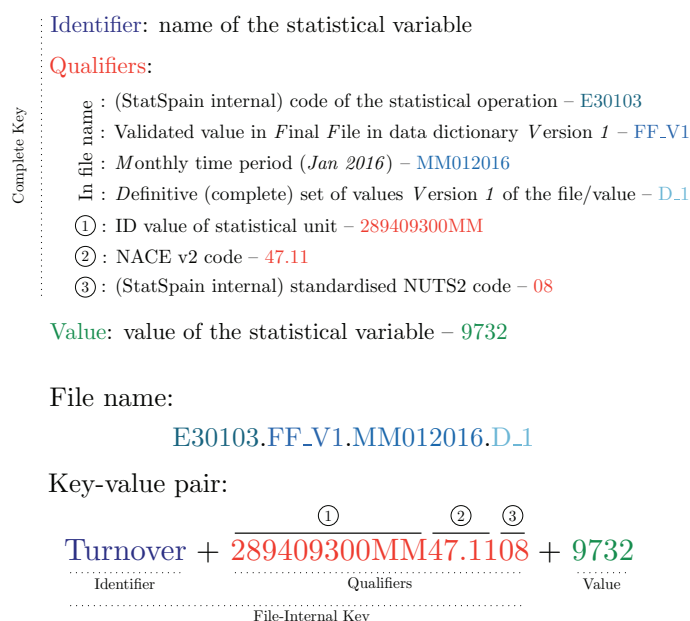 Identifier: name of the statistical variable
Qualifiers:
Complete Key
In file name
: (StatSpain internal) code of the statistical operation – E30103
: Validated value in Final File in data dictionary Version 1 – FF_V1
: Monthly time period (Jan 2016) – MM012016
: Definitive (complete) set of values Version 1 of the file/value – D_1
① : ID value of statistical unit – 289409300MM
② : NACE v2 code – 47.11
③ : (StatSpain internal) standardised NUTS2 code – 08
Value: value of the statistical variable – 9732
File name:
E30103.FF_V1.MM012016.D_1
Key-value pair:
① ② ③
Turnover + 289409300MM47.1108 + 9732
Identifier Qualifiers Value
File-Internal Key